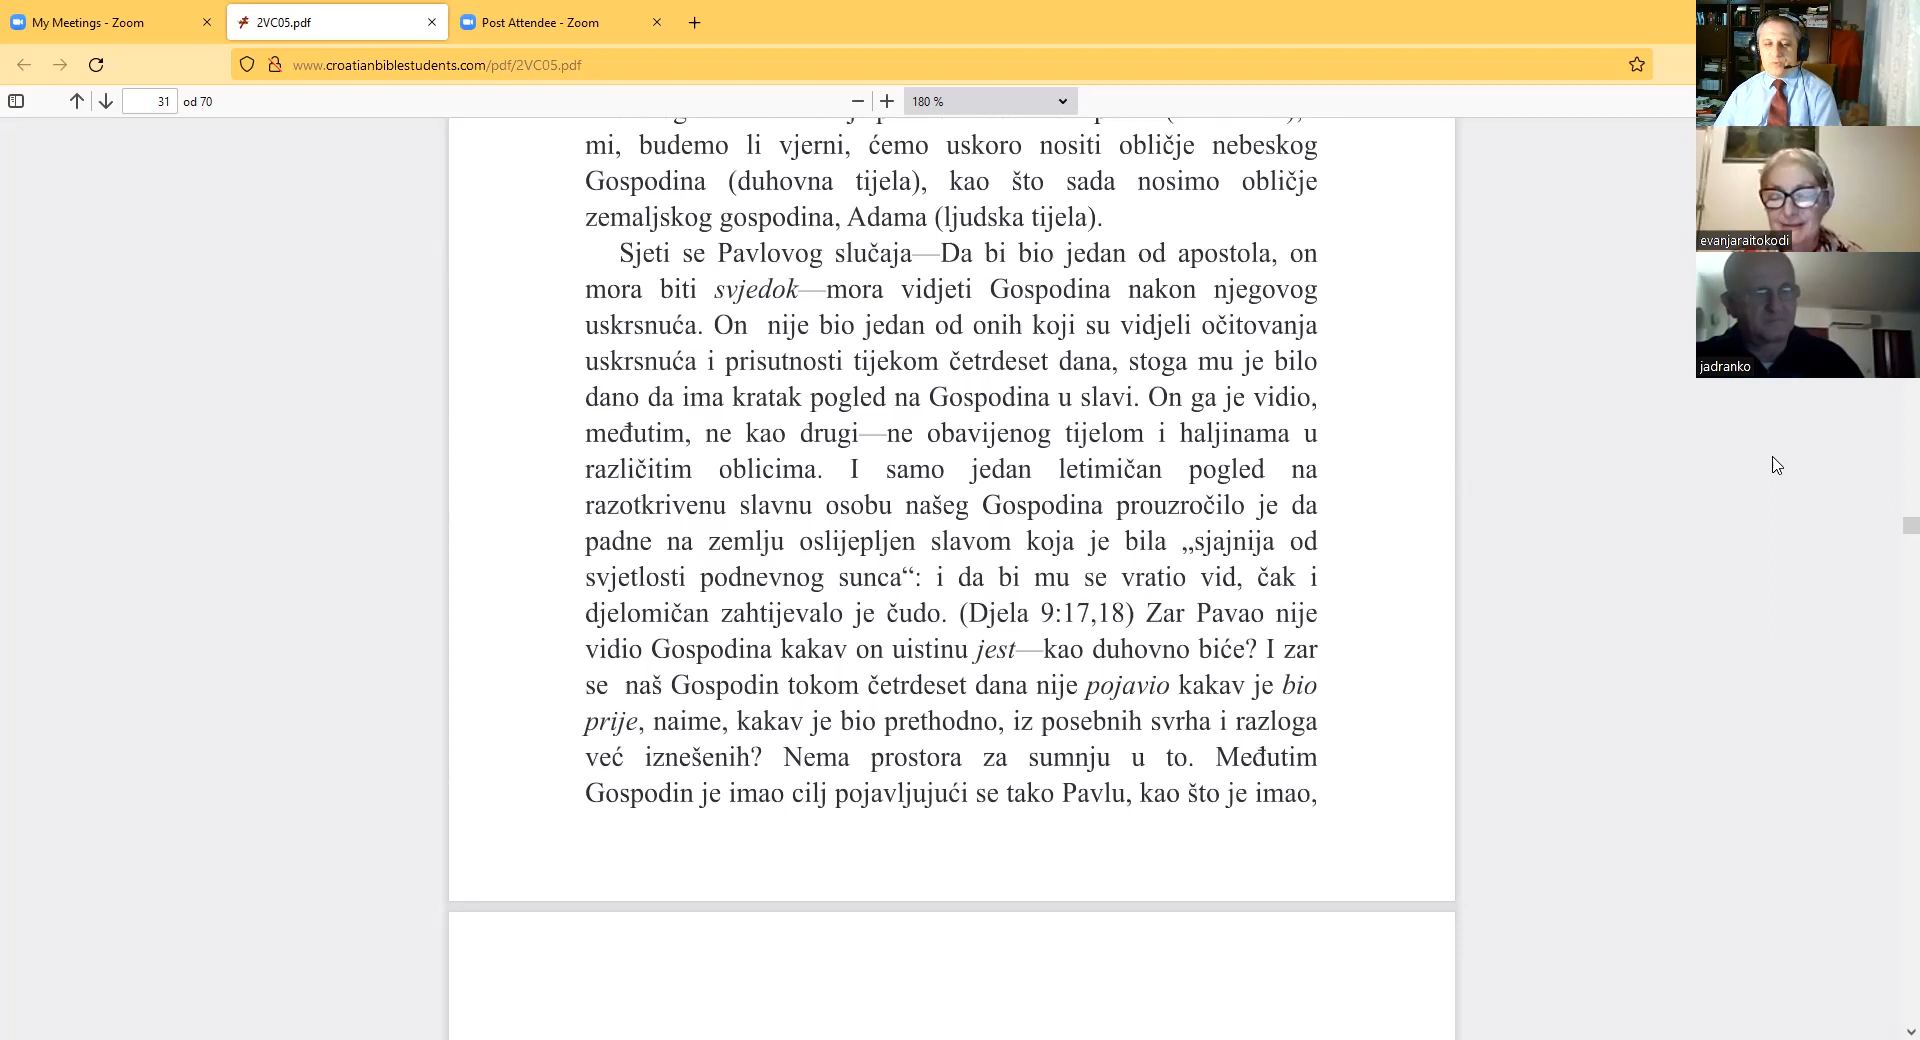 My Meetings - Zoom
2VC05.pdf
Post Attendee - Zoom
www.croatianbiblestudents.com/pdf/2VC05.pdf
31 od 70
180 %
mi, budemo li vjerni, ćemo uskoro nositi obličje nebeskog
Gospodina (duhovna tijela), kao što sada nosimo obličje
zemaljskog gospodina, Adama (ljudska tijela).
Sjeti se Pavlovog slučaja—Da bi bio jedan od apostola, on
mora biti svjedok—mora vidjeti Gospodina nakon njegovog
uskrsnuća. On nije bio jedan od onih koji su vidjeli očitovanja
uskrsnuća i prisutnosti tijekom četrdeset dana, stoga mu je bilo
dano da ima kratak pogled na Gospodina u slavi. On ga je vidio,
međutim, ne kao drugi—ne obavijenog tijelom i haljinama u
različitim oblicima. I samo jedan letimičan pogled na
razotkrivenu slavnu osobu našeg Gospodina prouzročilo je da
padne na zemlju oslijepljen slavom koja je bila „sjajnija od
svjetlosti podnevnog sunca“: i da bi mu se vratio vid, čak i
djelomičan zahtijevalo je čudo. (Djela 9:17,18) Zar Pavao nije
vidio Gospodina kakav on uistinu jest—kao duhovno biće? I zar
se naš Gospodin tokom četrdeset dana nije pojavio kakav je bio
prije, naime, kakav je bio prethodno, iz posebnih svrha i razloga
već iznešenih? Nema prostora za sumnju u to. Međutim
Gospodin je imao cilj pojavljujući se tako Pavlu, kao što je imao,
evanjaraitokodi
jadranko